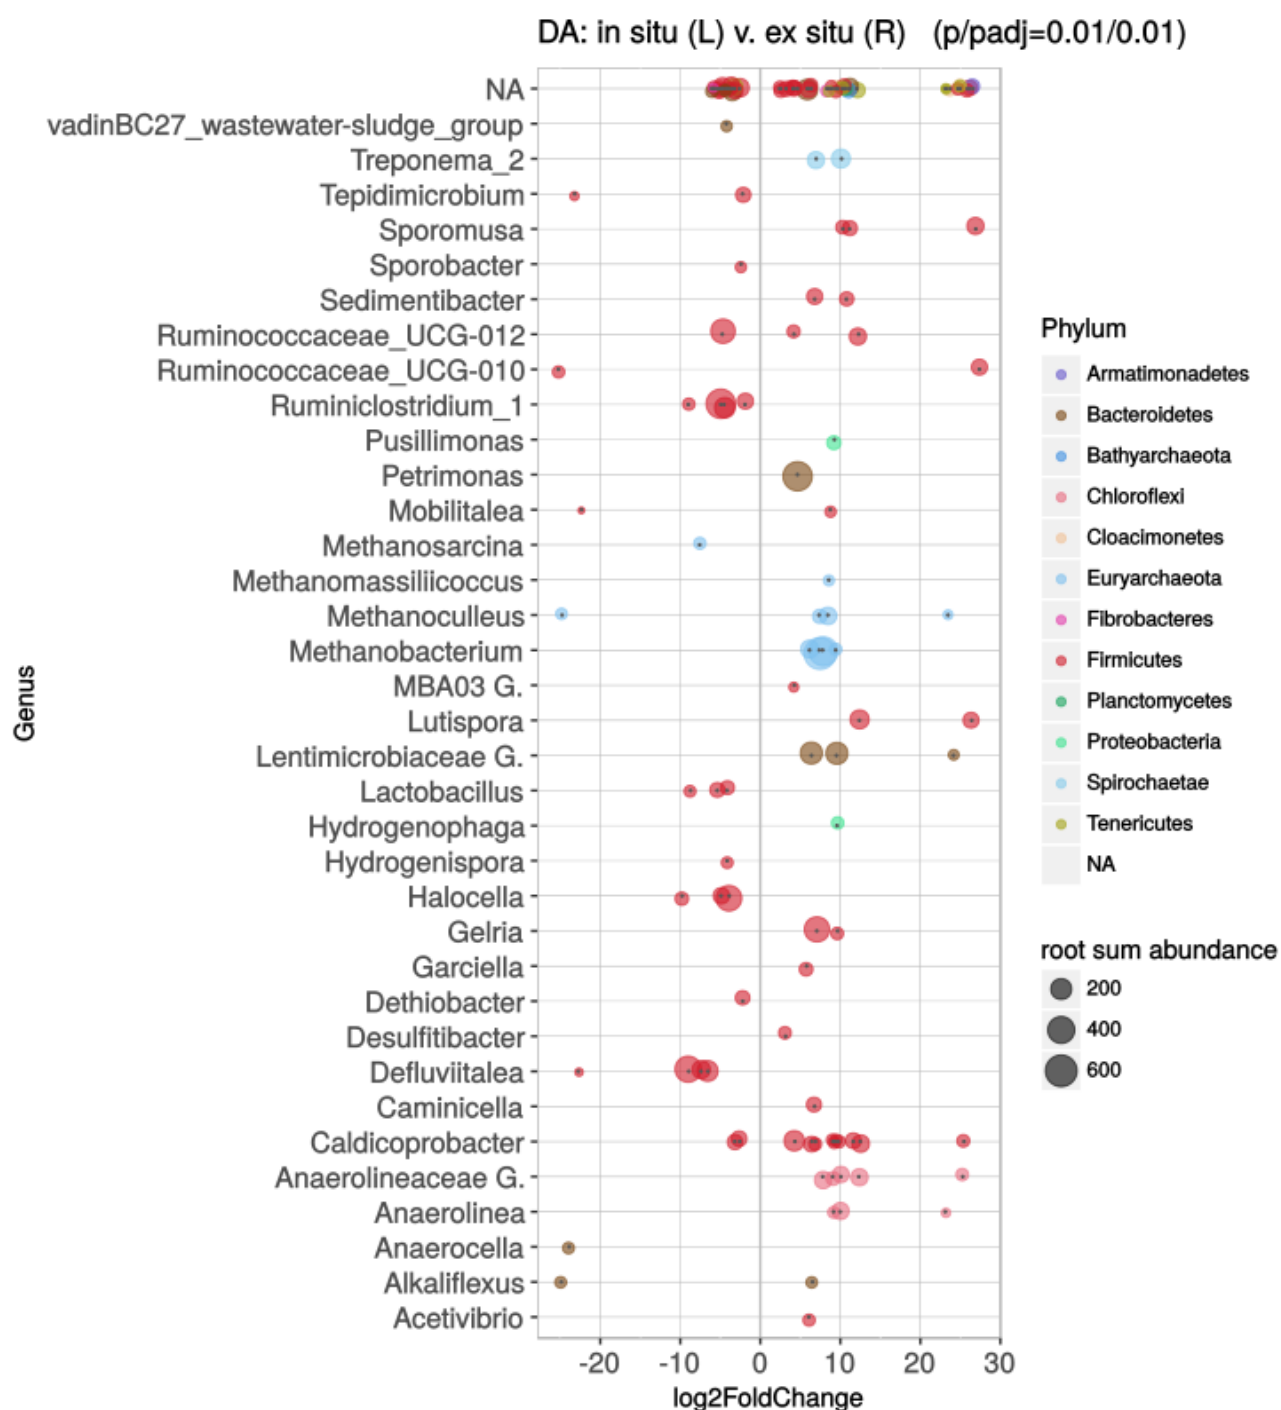 DA: in situ (L) v. ex situ (R) (p/padj=0.01/0.01)
NA
vadinBC27_wastewater-sludge_group
Treponema_2
Tepidimicrobium
Sporomusa
Sporobacter
Sedimentibacter
Ruminococcaceae_UCG-012
Ruminococcaceae_UCG-010
Ruminiclostridium_1
Pusillimonas
Petrimonas
Mobilitalea
Methanosarcina
Methanomassiliicoccus
Methanoculleus
Methanobacterium
MBA03 G.
Lutispora
Lentimicrobiaceae G.
Lactobacillus
Hydrogenophaga
Hydrogenispora
Halocella
Gelria
Garciella
Dethiobacter
Desulfitibacter
Defluviitalea
Caminicella
Caldicoprobacter
Anaerolineaceae G.
Anaerolinea
Anaerocella
Alkaliflexus
Acetivibrio
Genus
-20 -10 0 10 20 30
log2FoldChange
Phylum
Armatimonadetes
Bacteroidetes
Bathyarchaeota
Chloroflexi
Cloacimonetes
Euryarchaeota
Fibrobacteres
Firmicutes
Planctomycetes
Proteobacteria
Spirochaetae
Tenericutes
NA
root sum abundance
200
400
600